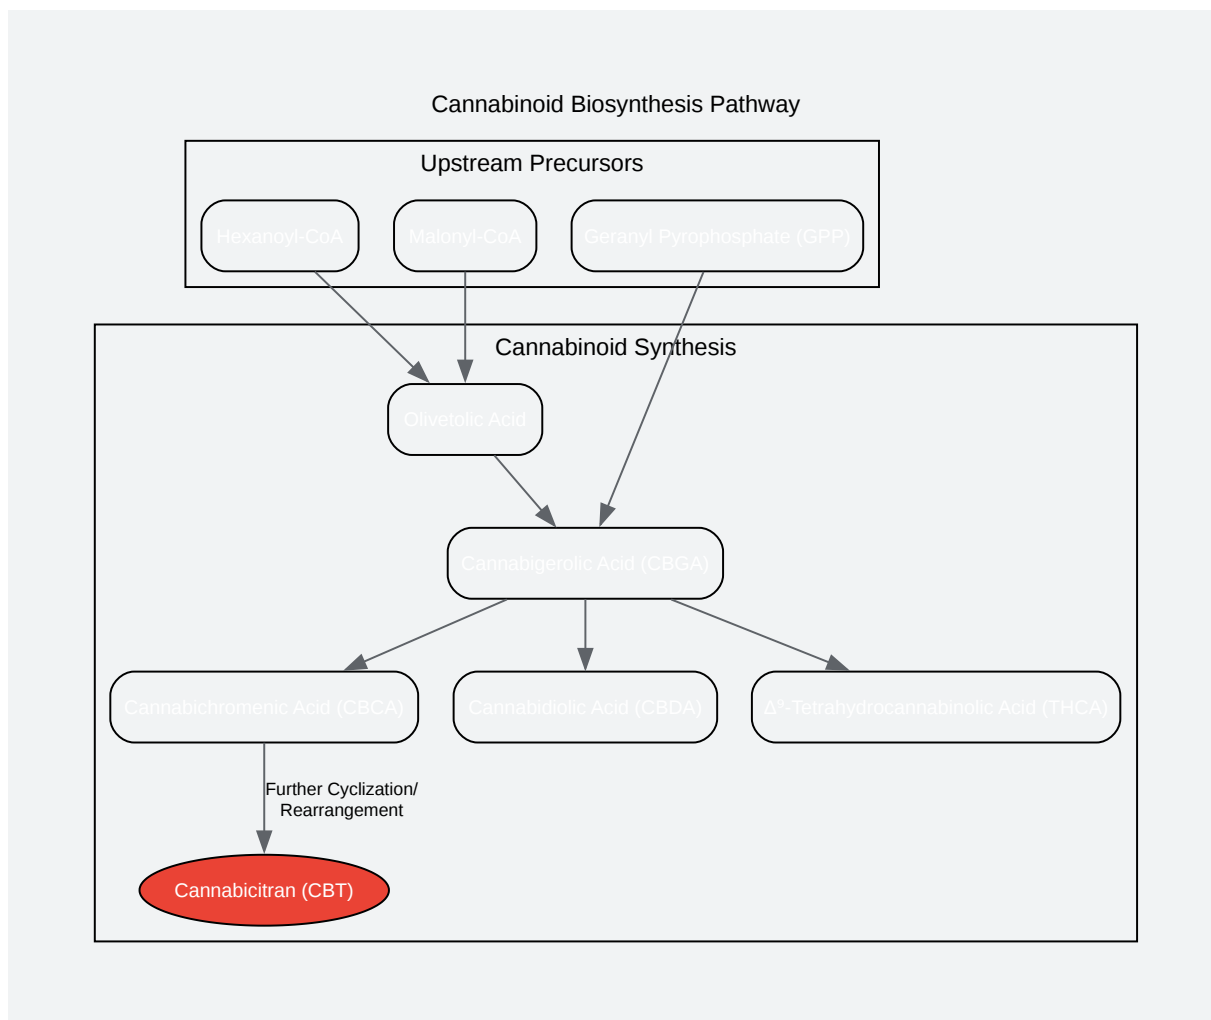 Cannabinoid Biosynthesis Pathway
Upstream Precursors
Hexanoyl-CoA
Malonyl-CoA
Geranyl Pyrophosphate (GPP)
Cannabinoid Synthesis
Olivetolic Acid
Cannabigerolic Acid (CBGA)
Cannabichromenic Acid (CBCA)
Cannabidiolic Acid (CBDA)
Δ⁹-Tetrahydrocannabinolic Acid (THCA)
Further Cyclization/
Rearrangement
Cannabicitran (CBT)